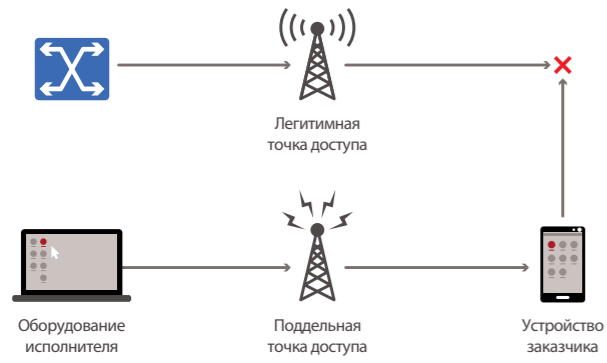 Легитимная
точка доступа
Оборудование
исполнителя
Поддельная
точка доступа
Устройство
заказчика